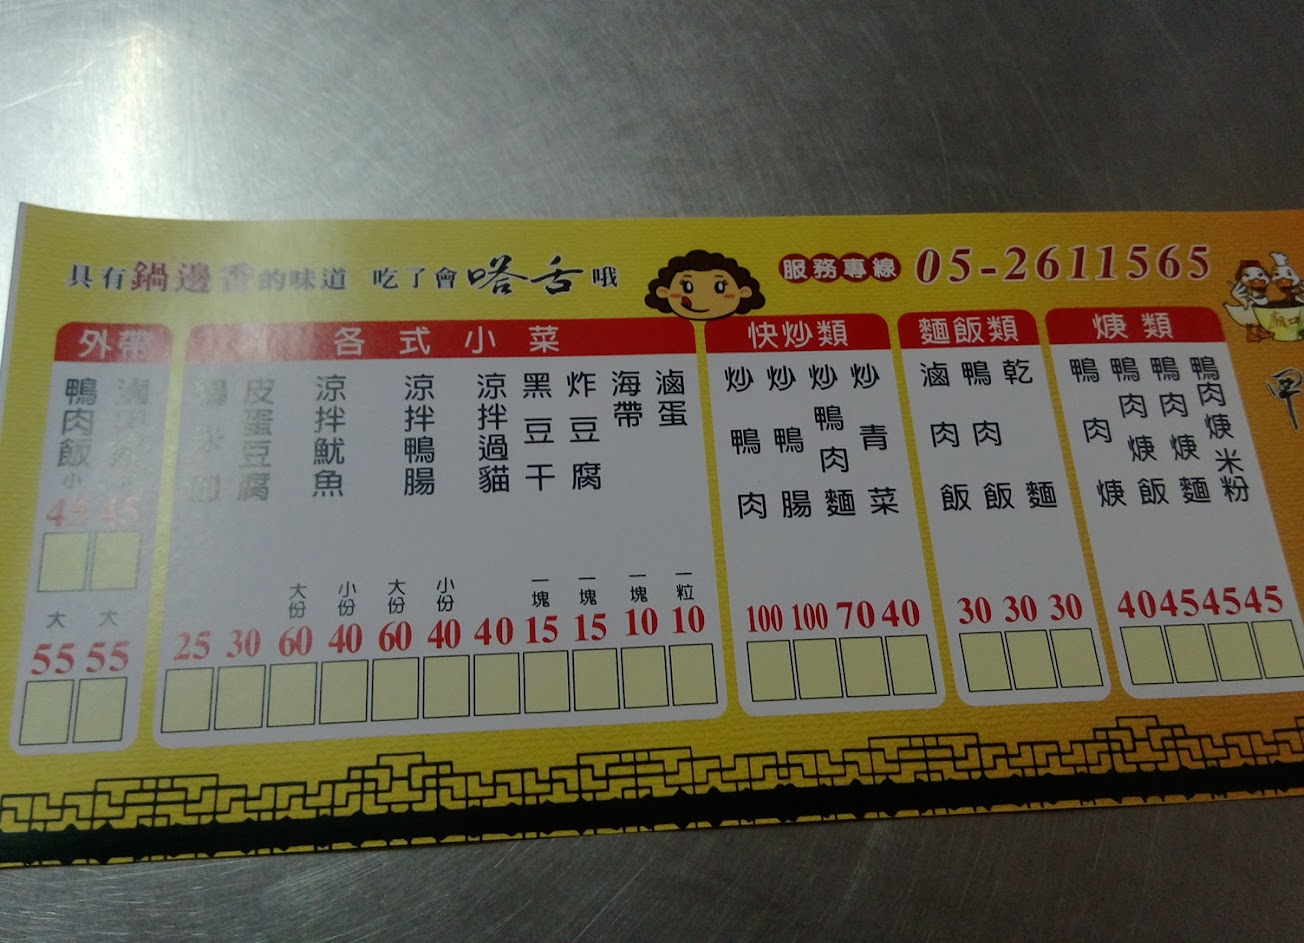 具有鍋邊香的味道 吃了會嗒舌哦
服務專線 05-2611565
羹類
鴨肉焿 40
鴨肉焿飯 45
鴨肉焿麵 45
鴨肉焿米粉 45
麵飯類
滷肉飯 30
鴨肉飯 30
乾麵 30
快炒類
炒鴨肉 100
炒鴨腸 100
炒鴨肉麵 70
炒青菜 40
各式小菜
滷蛋 一粒 10
海帶 一塊 10
炸豆腐 一塊 15
黑豆干 一塊 15
涼拌過貓 40
涼拌鴨腸 小份 40 大份 60
涼拌魷魚 小份 40 大份 60
皮蛋豆腐 30
25
外帶
鴨肉飯 小 45
大 55
45
大 55